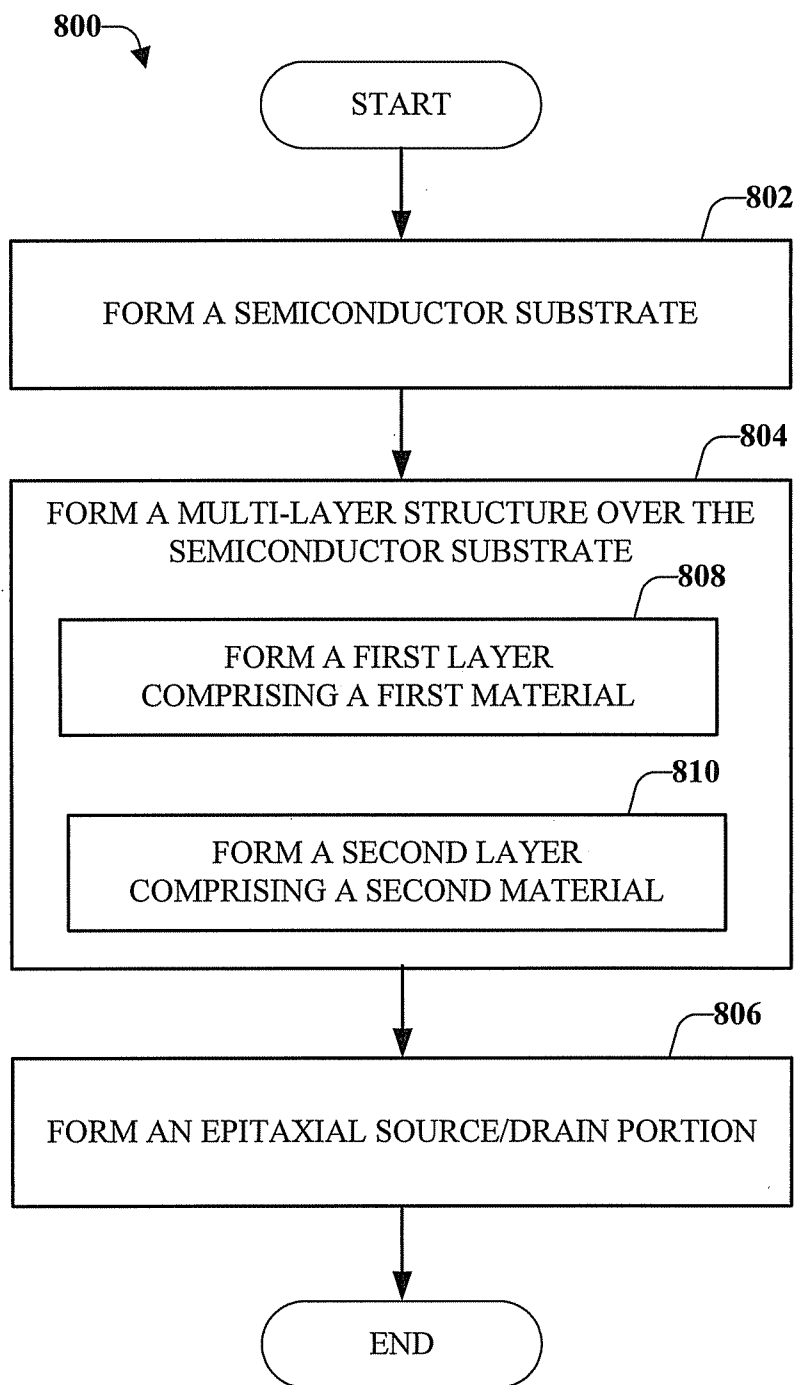 800
START
802
FORM A SEMICONDUCTOR SUBSTRATE
804
FORM A MULTI-LAYER STRUCTURE OVER THE
SEMICONDUCTOR SUBSTRATE
808
FORM A FIRST LAYER
COMPRISING A FIRST MATERIAL
810
FORM A SECOND LAYER
COMPRISING A SECOND MATERIAL
806
FORM AN EPITAXIAL SOURCE/DRAIN PORTION
END